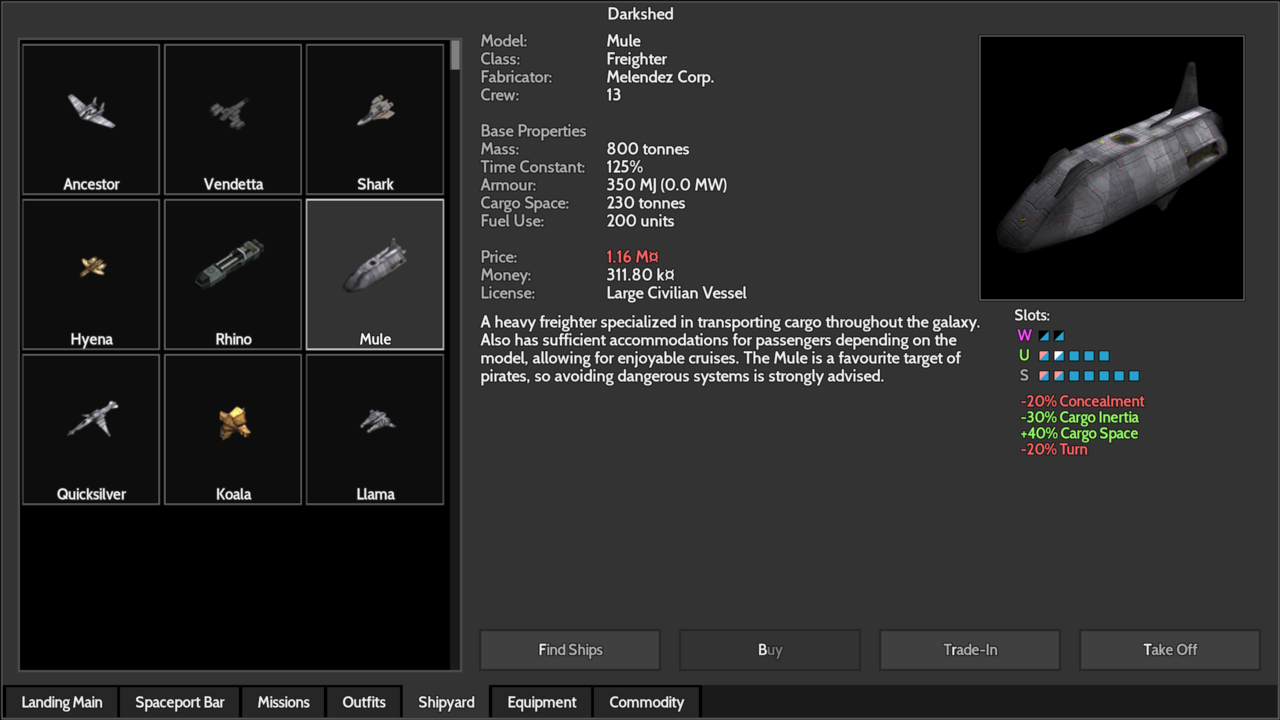 Darkshed
Ancestor
Vendetta
Shark
Hyena
Rhino
Mule
Quicksilver
Koala
Llama
Model: Mule
Class: Freighter
Fabricator: Melendez Corp.
Crew: 13
Base Properties
Mass: 800 tonnes
Time Constant: 125%
Armour: 350 MJ (0.0 MW)
Cargo Space: 230 tonnes
Fuel Use: 200 units
Price: 1.16 M¤
Money: 311.80 k¤
License: Large Civilian Vessel
A heavy freighter specialized in transporting cargo throughout the galaxy.
Also has sufficient accommodations for passengers depending on the
model, allowing for enjoyable cruises. The Mule is a favourite target of
pirates, so avoiding dangerous systems is strongly advised.
Slots:
W
U
S
-20% Concealment
-30% Cargo Inertia
+40% Cargo Space
-20% Turn
Find Ships
Buy
Trade-In
Take Off
Landing Main
Spaceport Bar
Missions
Outfits
Shipyard
Equipment
Commodity